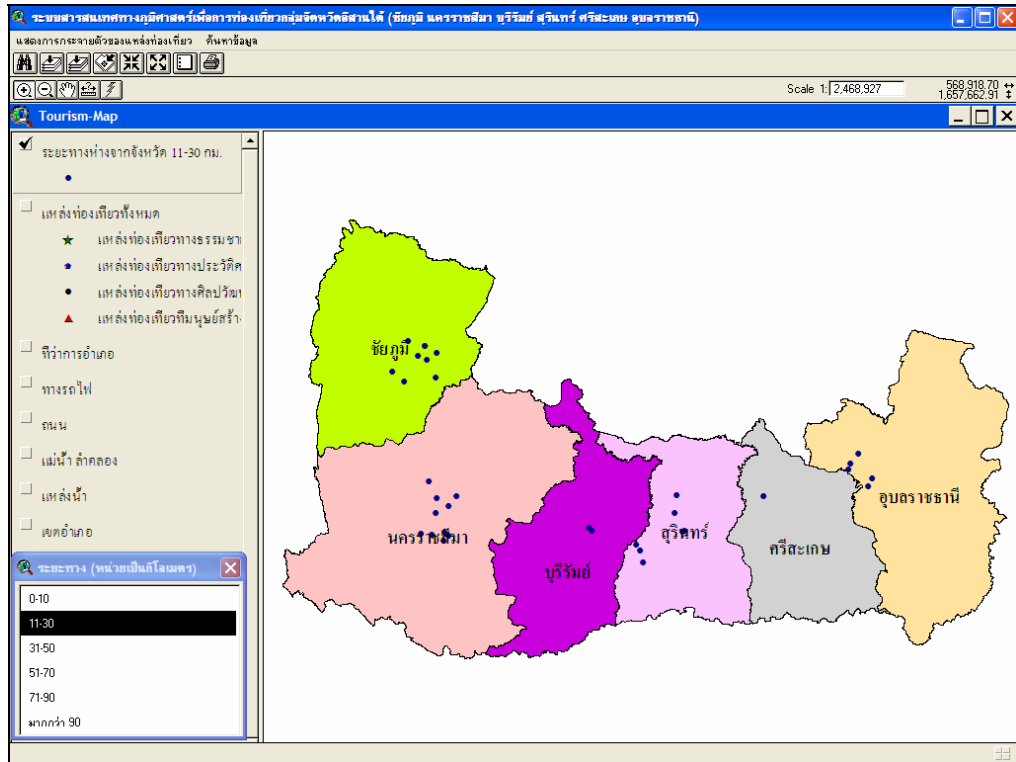 ระบบสารสนเทศทางภูมิศาสตร์เพื่อการท่องเที่ยวกลุ่มจังหวัดอีสานใต้ (ชัยภูมิ นครราชสีมา บุรีรัมย์ สุรินทร์ ศรีสะเกษ อุบลราชธานี)
แสดงการกระจายตัวของแหล่งท่องเที่ยว ค้นหาข้อมูล
Scale 1: 2,468,927
568,918.70
1,657,662.91
Tourism-Map
ระยะทางห่างจากจังหวัด 11-30 กม.
แหล่งท่องเที่ยวทั้งหมด
แหล่งท่องเที่ยวทางธรรมชา
แหล่งท่องเที่ยวทางประวัติศ
แหล่งท่องเที่ยวทางศิลปวัฒน
แหล่งท่องเที่ยวที่มนุษย์สร้า
ที่ว่าการอำเภอ
ทางรถไฟ
ถนน
แม่น้ำ ลำคลอง
แหล่งน้ำ
เขตอำเภอ
ระยะทาง (หน่วยเป็นกิโลเมตร)
0-10
11-30
31-50
51-70
71-90
มากกว่า 90
ชัยภูมิ
นครราชสีมา
บุรีรัมย์
สุรินทร์
ศรีสะเกษ
อุบลราชธานี